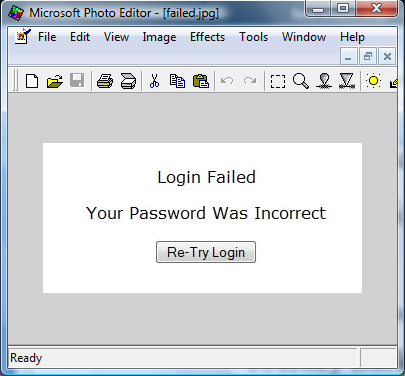 Microsoft Photo Editor - [failed.jpg]
File Edit View Image Effects Tools Window Help
Login Failed
Your Password Was Incorrect
Re-Try Login
Ready